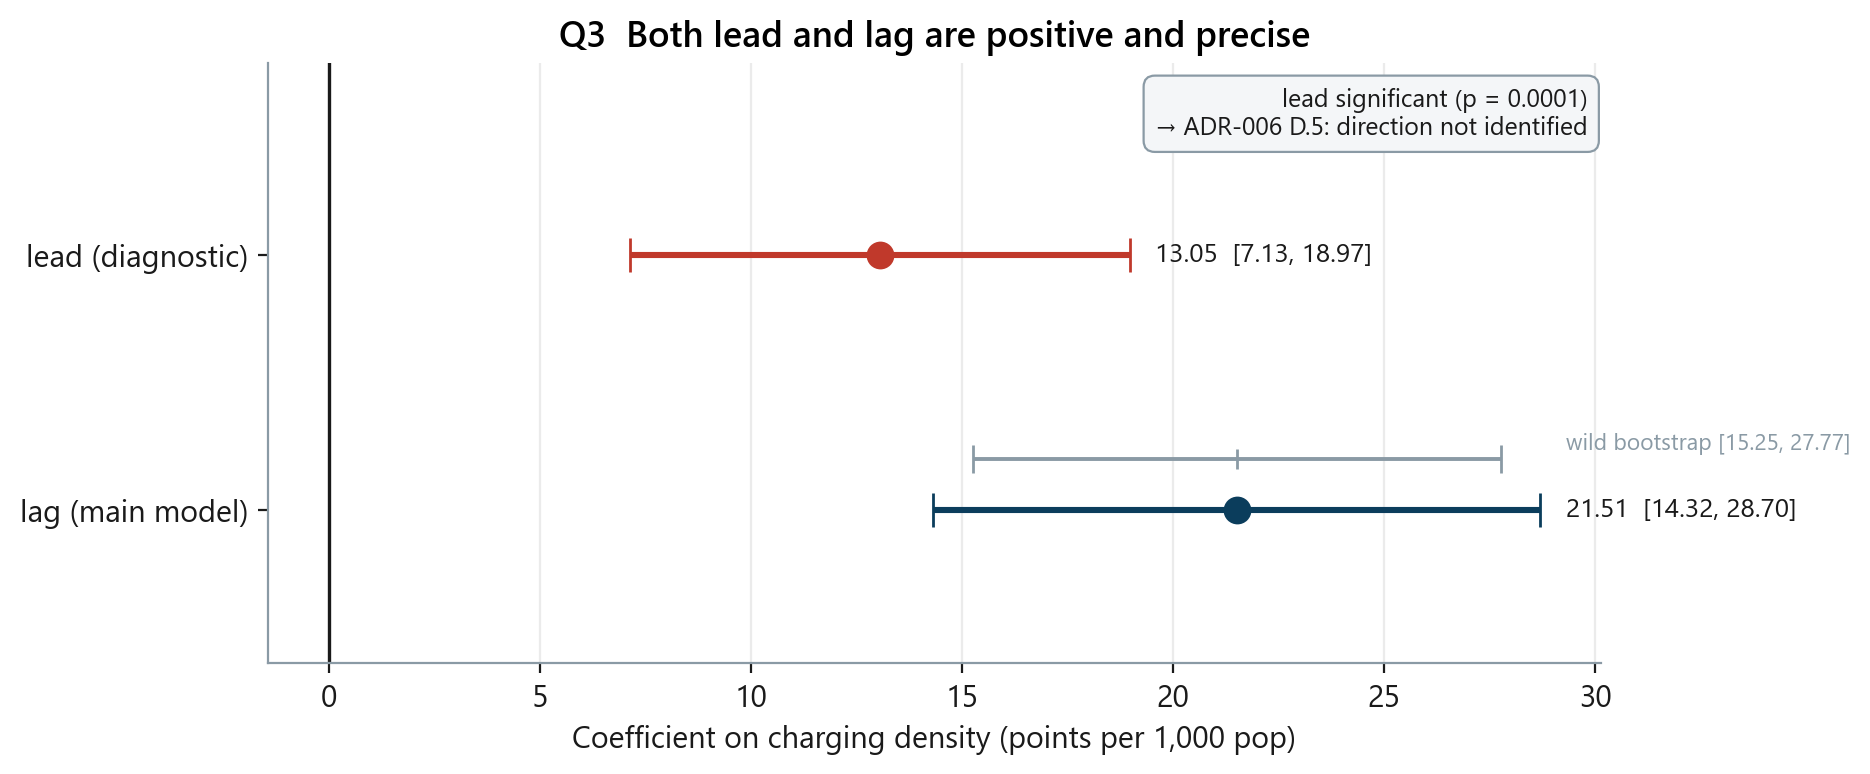 Q3  Both lead and lag are positive and precise
lead significant (p = 0.0001)
→ ADR-006 D.5: direction not identified
lead (diagnostic)
13.05  [7.13, 18.97]
wild bootstrap [15.25, 27.77]
lag (main model)
21.51  [14.32, 28.70]
0 5 10 15 20 25 30
Coefficient on charging density (points per 1,000 pop)